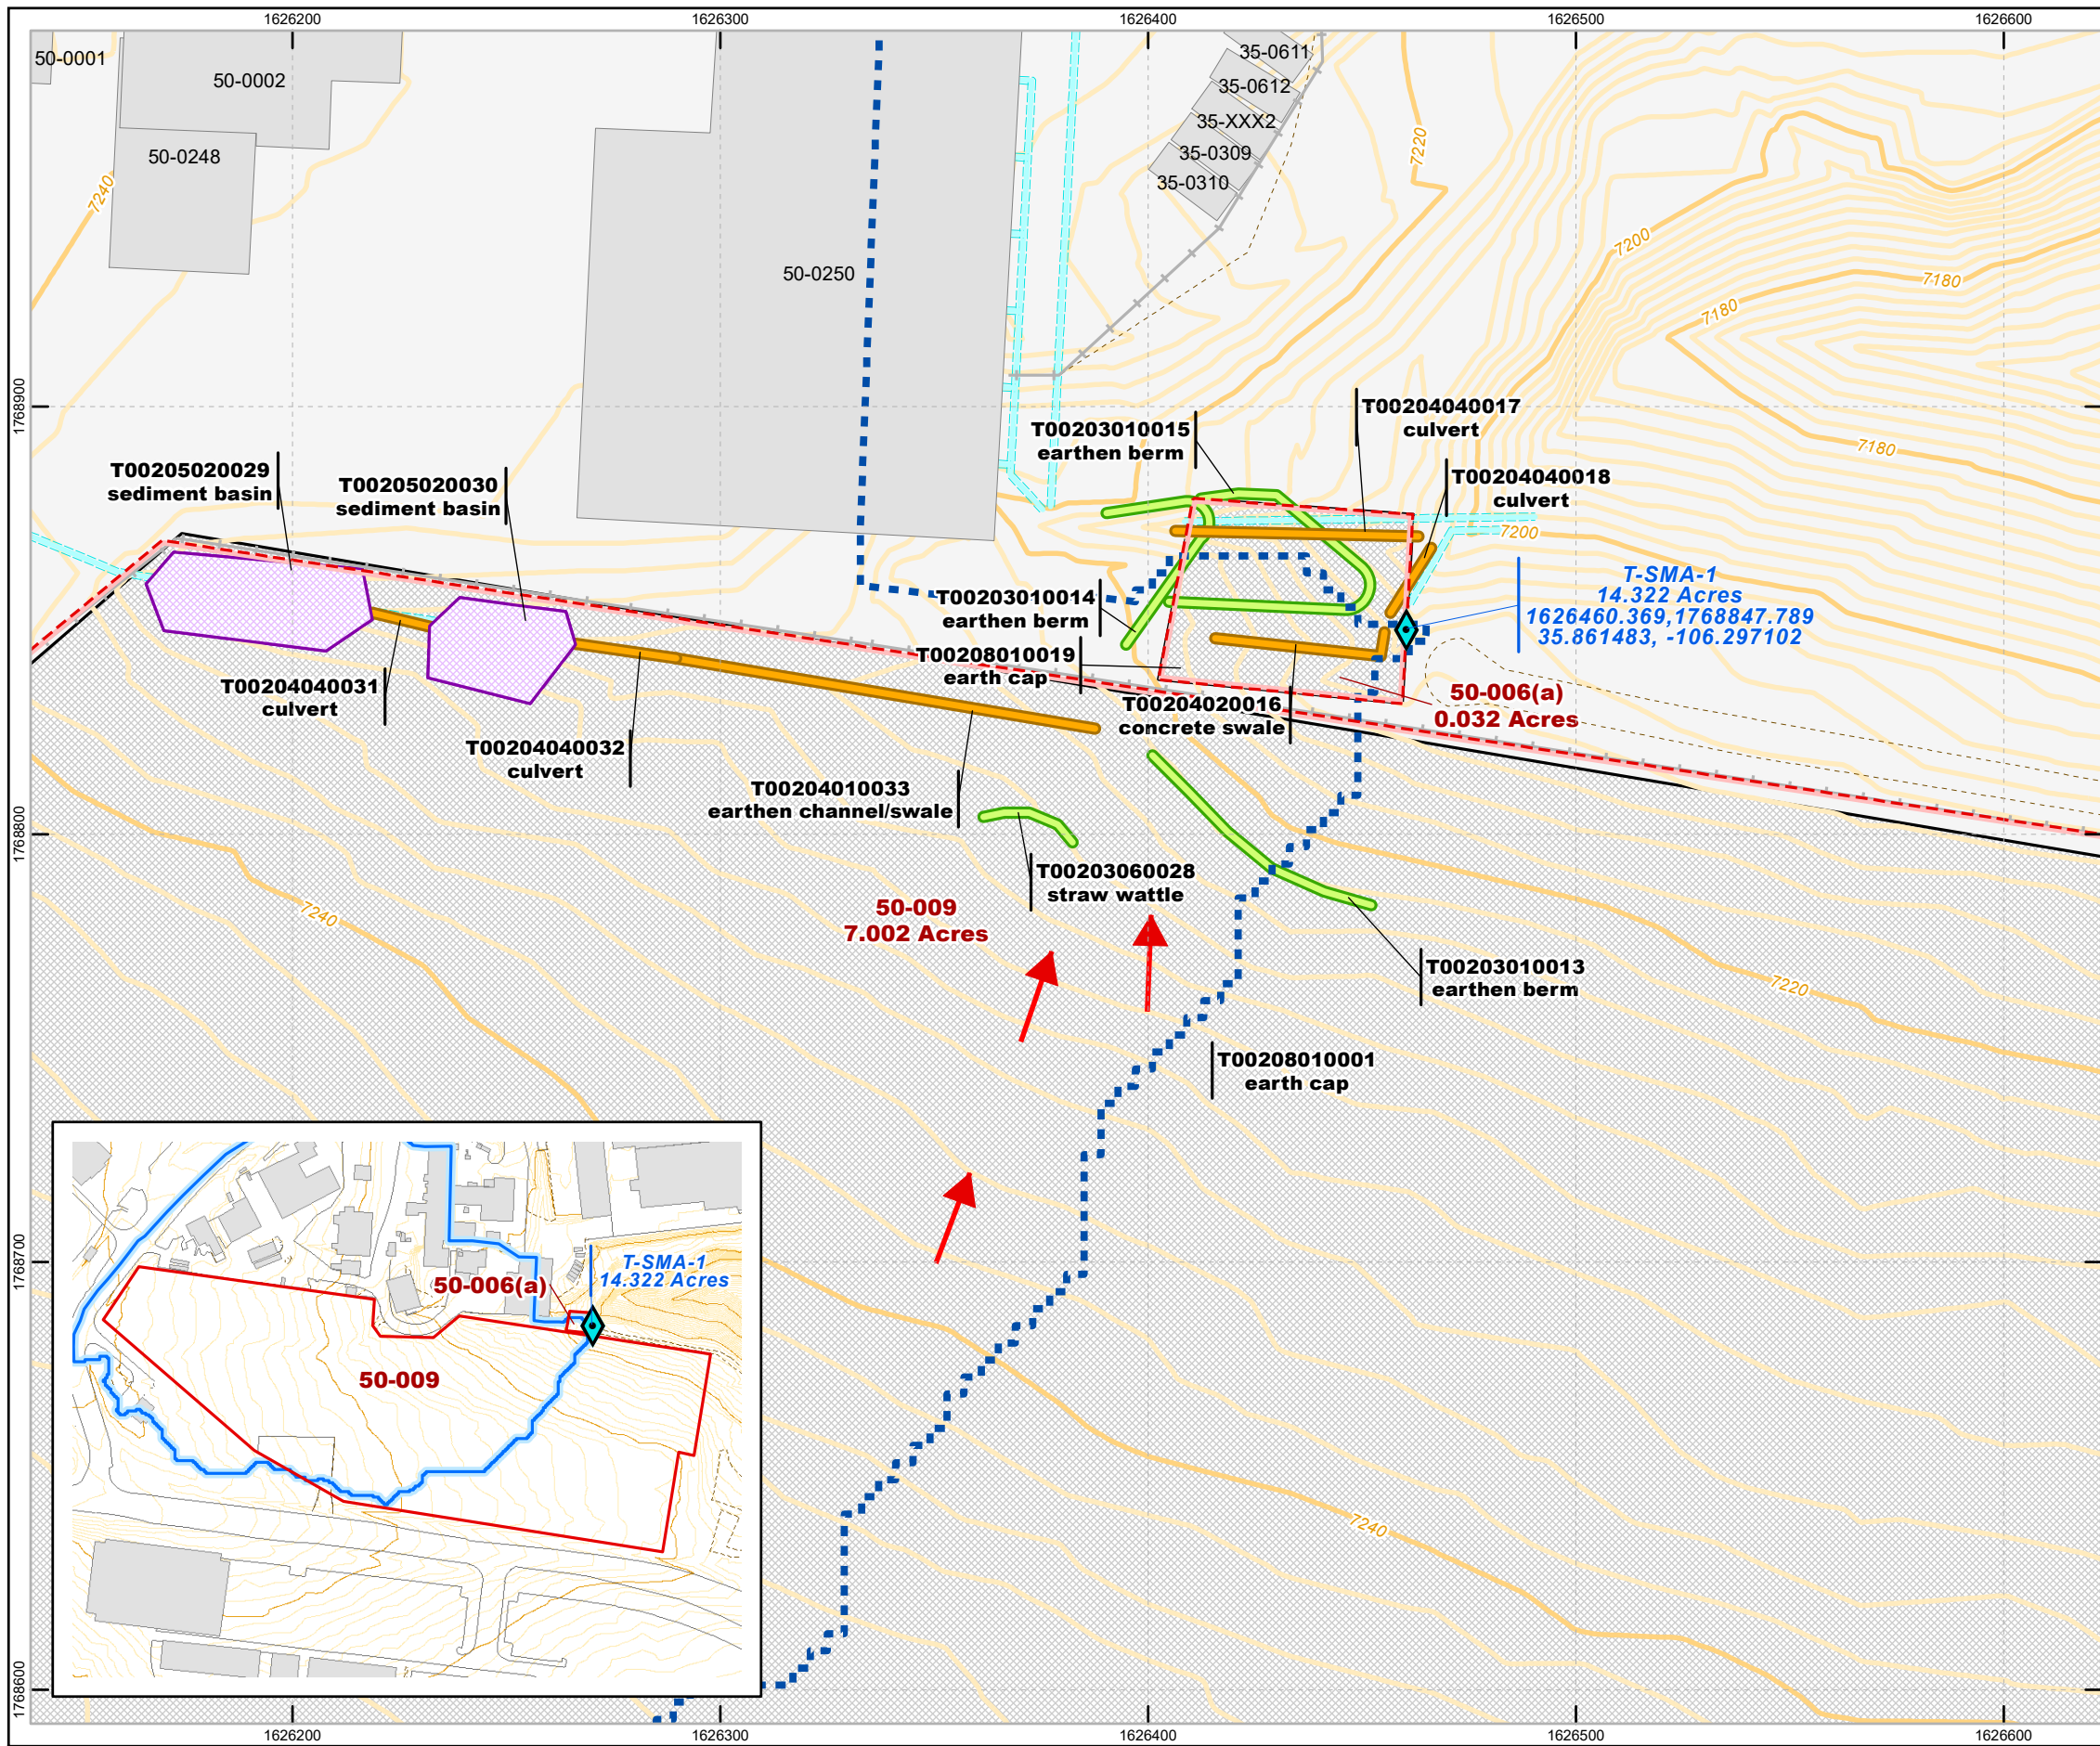 1626200
1626300
1626400
1626500
1626600
50-0001
50-0002
50-0248
7240
50-0250
35-0611
35-0612
35-XXX2
35-0309
35-0310
7220
7200
7180
7180
7180
7200
1768900
1768800
1768700
1768600
T00205020029
sediment basin
T00205020030
sediment basin
T00203010015
earthen berm
T00204040017
culvert
T00204040018
culvert
T-SMA-1
14.322 Acres
1626460.369,1768847.789
35.861483, -106.297102
T00203010014
earthen berm
T00208010019
earth cap
T00204020016
concrete swale
50-006(a)
0.032 Acres
T00204040031
culvert
T00204040032
culvert
T00204010033
earthen channel/swale
T00203060028
straw wattle
50-009
7.002 Acres
T00203010013
earthen berm
7240
7220
T00208010001
earth cap
7240
T-SMA-1
14.322 Acres
50-006(a)
50-009
1626200
1626300
1626400
1626500
1626600